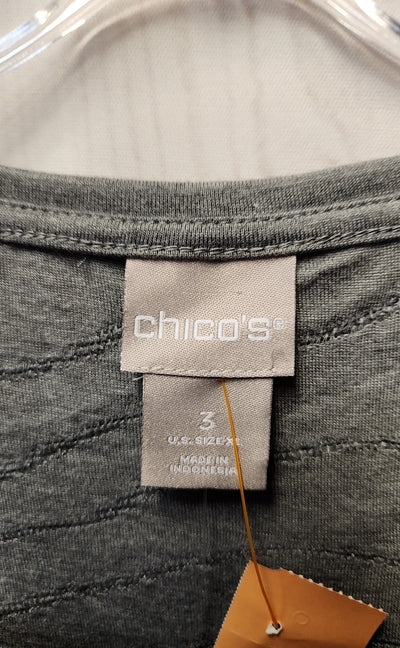 chico's®
3
U.S. SIZE XL
MADE IN
INDONESIA